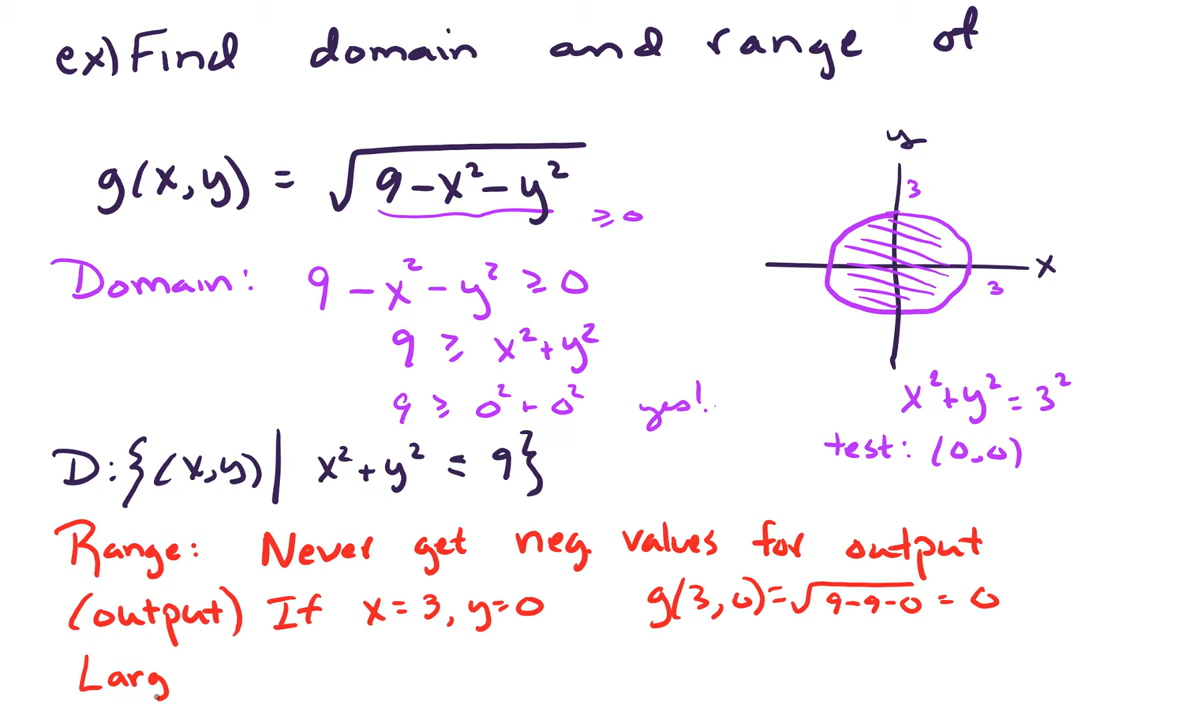 ex) Find domain and range of
g(x,y) = √(9-x²-y²) ≥ 0
Domain: 9 - x² - y² ≥ 0
9 ≥ x² + y²
9 ≥ 0² + 0² yes!
D: {(x,y) | x² + y² ≤ 9}
y
3
x
3
x² + y² = 3²
test: (0,0)
Range: Never get neg. values for output
(output) If x = 3, y = 0 g(3,0) = √(9-9-0) = 0
Larg